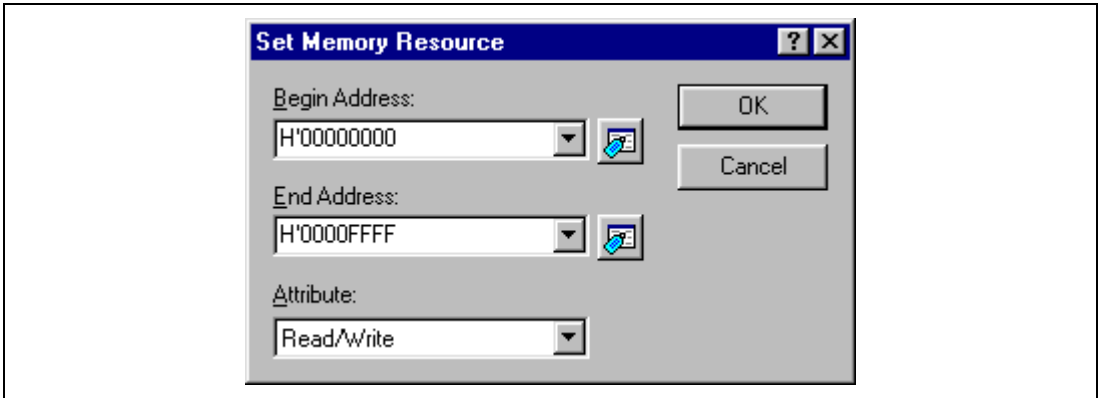 Set Memory Resource
Begin Address:
OK
H'00000000
Cancel
End Address:
H'0000FFFF
Attribute:
Read/Write